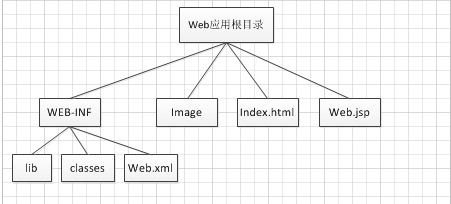 Web应用根目录
WEB-INF
Image
Index.html
Web.jsp
lib
classes
Web.xml